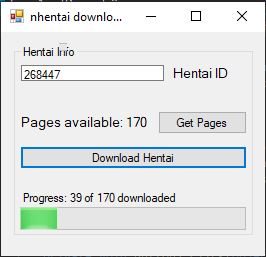 nhentai downlo...
Hentai Info
268447 Hentai ID
Pages available: 170 Get Pages
Download Hentai
Progress: 39 of 170 downloaded